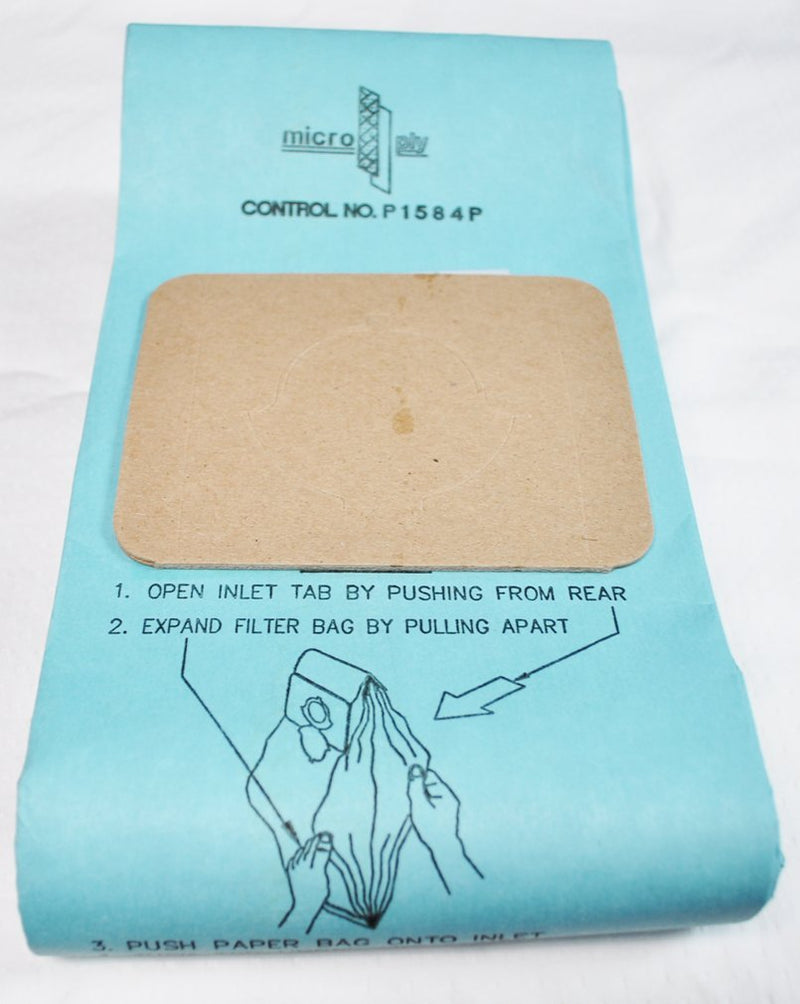 micro ply
CONTROL NO. P1584P
1. OPEN INLET TAB BY PUSHING FROM REAR
2. EXPAND FILTER BAG BY PULLING APART
3. PUSH PAPER BAG ONTO INLET